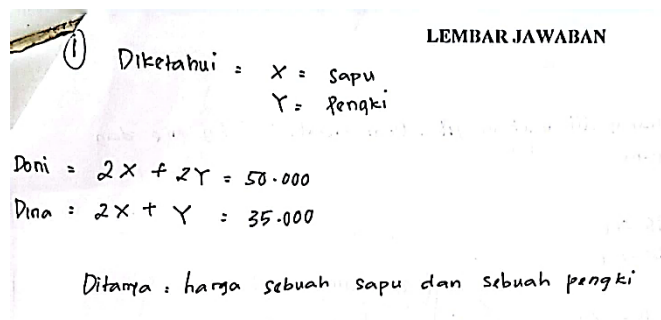 LEMBAR JAWABAN
① Diketahui : X = Sapu
Y = Pengki
Doni = 2X + 2Y = 50.000
Dina : 2X + Y : 35.000
Ditanya : harga sebuah sapu dan sebuah pengki